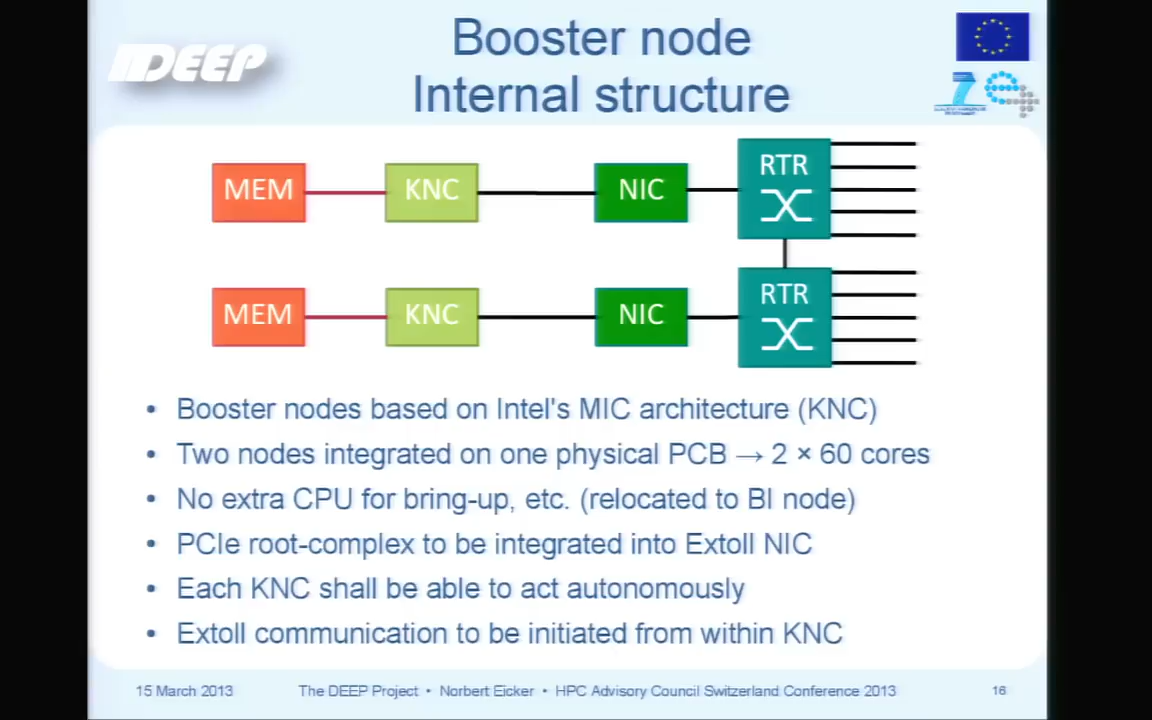 DEEP
Booster node
Internal structure
MEM KNC NIC RTR
MEM KNC NIC RTR
• Booster nodes based on Intel's MIC architecture (KNC)
• Two nodes integrated on one physical PCB → 2 × 60 cores
• No extra CPU for bring-up, etc. (relocated to BI node)
• PCIe root-complex to be integrated into Extoll NIC
• Each KNC shall be able to act autonomously
• Extoll communication to be initiated from within KNC
15 March 2013 The DEEP Project • Norbert Eicker • HPC Advisory Council Switzerland Conference 2013 16